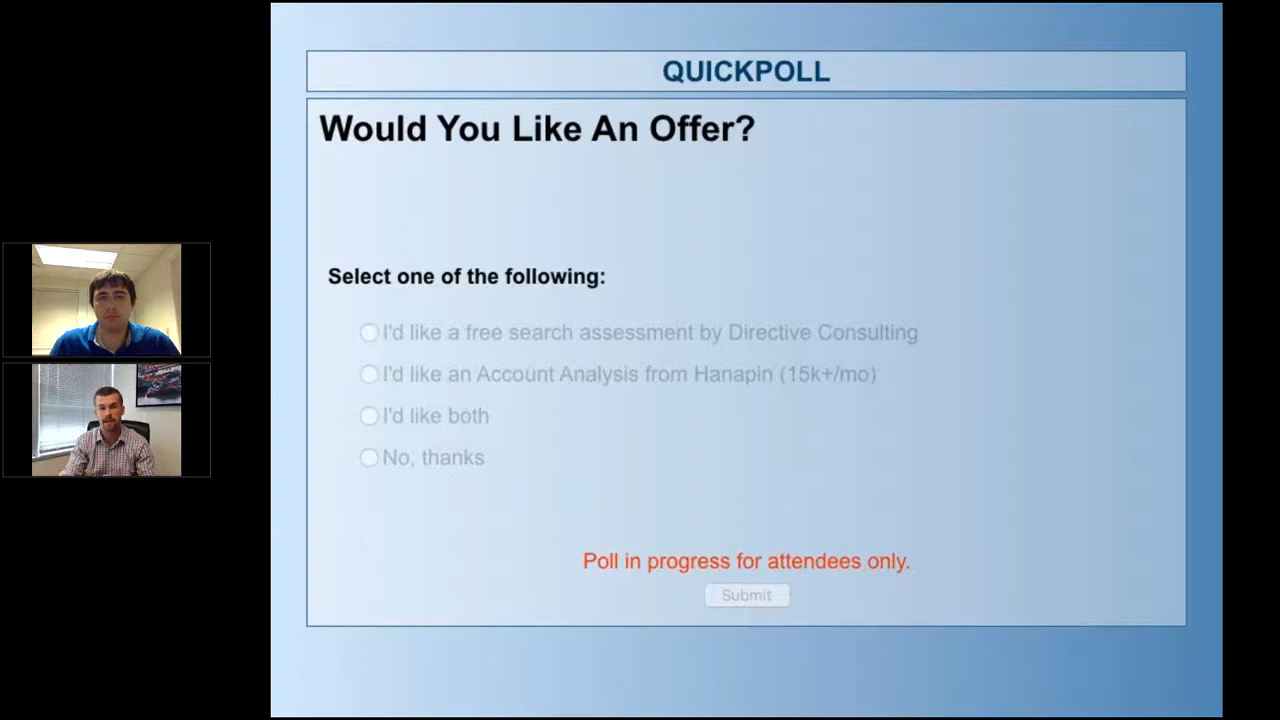 QUICKPOLL
Would You Like An Offer?
Select one of the following:
I'd like a free search assessment by Directive Consulting
I'd like an Account Analysis from Hanapin (15k+/mo)
I'd like both
No, thanks
Poll in progress for attendees only.
Submit